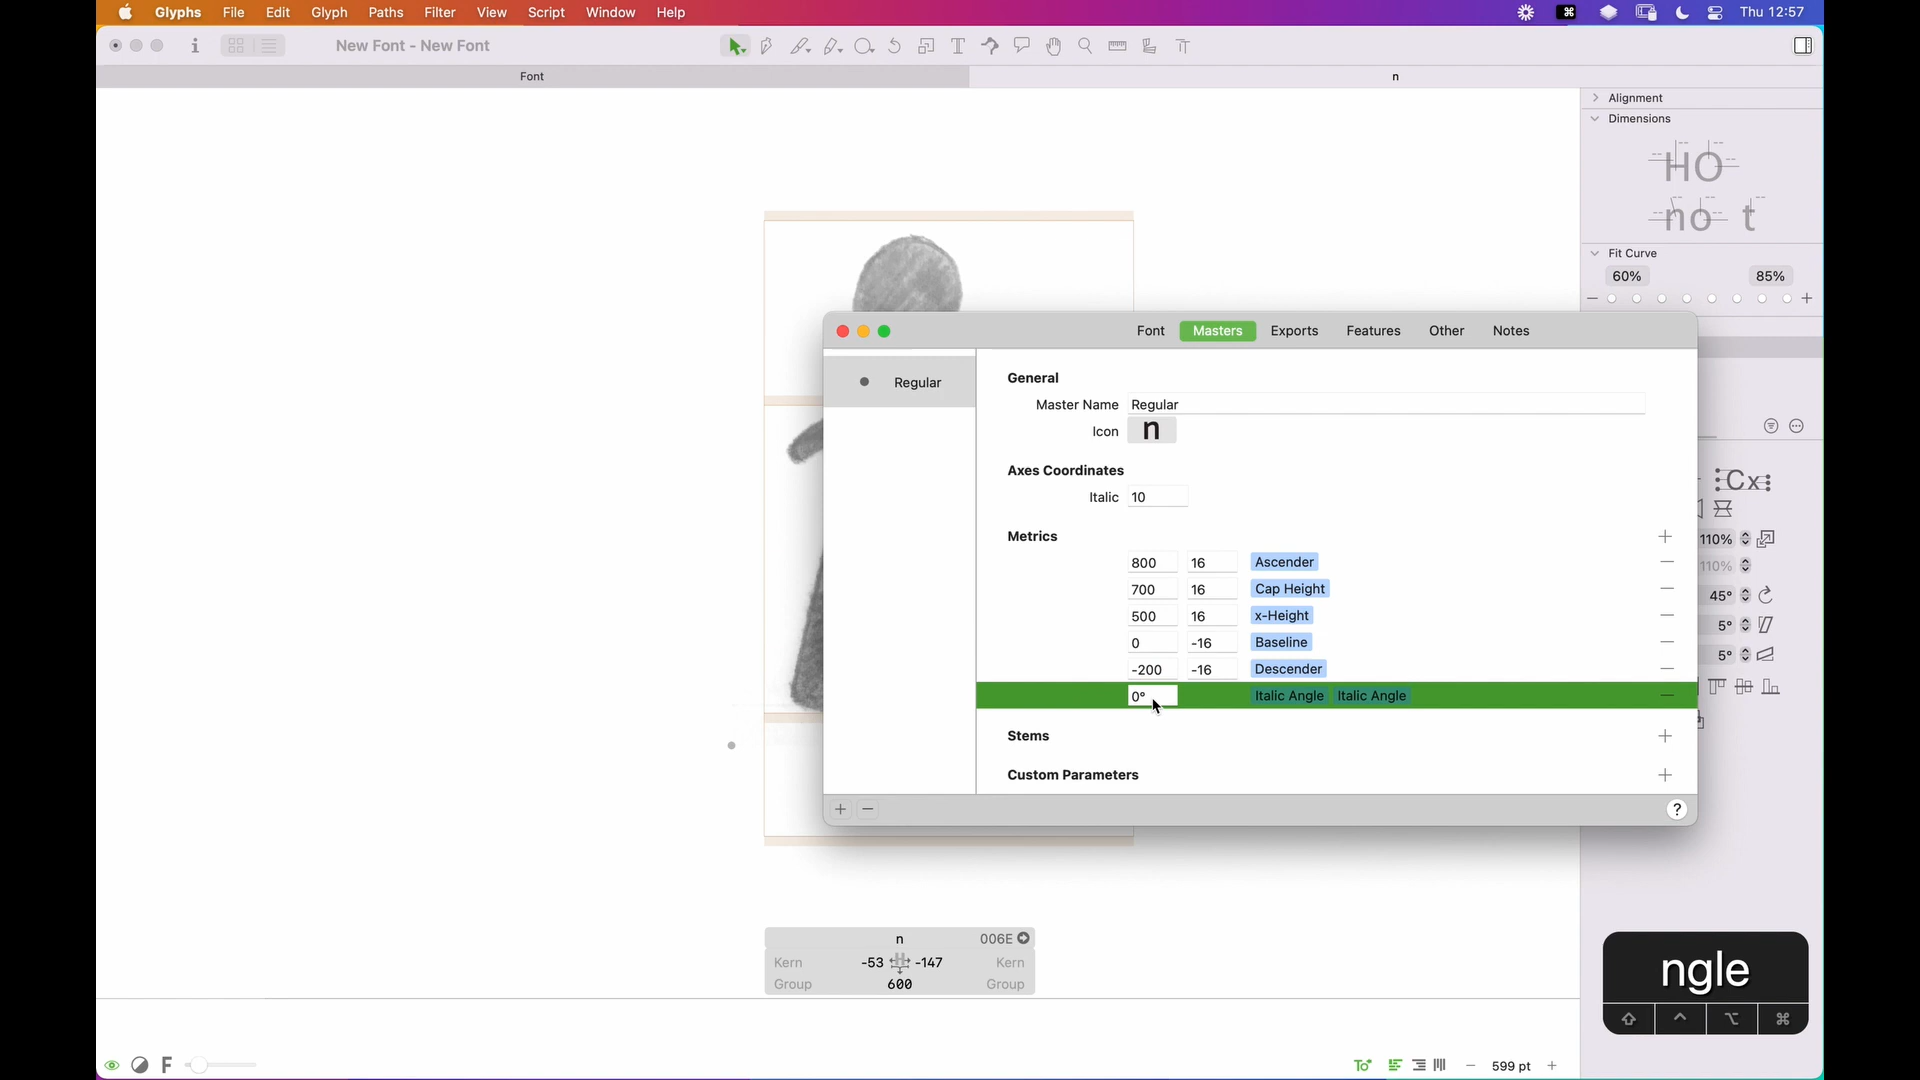 Glyphs File Edit Glyph Paths Filter View Script Window Help Thu 12:57
New Font - New Font
Font n
Alignment
Dimensions
HO
no t
Fit Curve
60% 85%
Font Masters Exports Features Other Notes
Regular
General
Master Name Regular
Icon n
Axes Coordinates
Italic 10
Metrics
800 16 Ascender
700 16 Cap Height
500 16 x-Height
0 -16 Baseline
-200 -16 Descender
0° Italic Angle Italic Angle
Stems
Custom Parameters
Cx
110%
110%
45°
5°
5°
?
n 006E
Kern -53 -147 Kern
Group 600 Group
ngle
F
599 pt